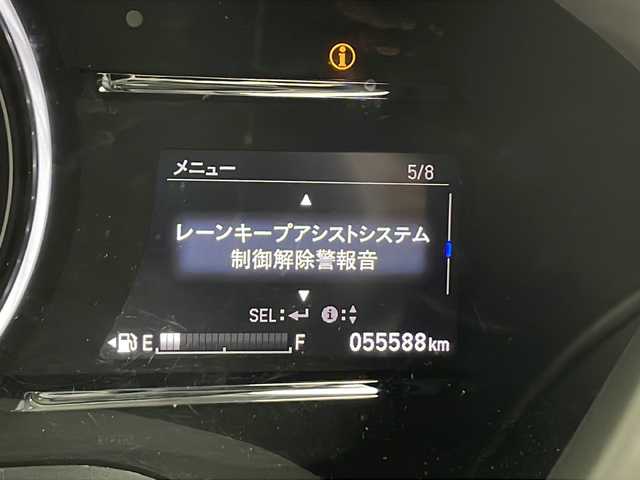 メニュー 5/8
レーンキープアシストシステム
制御解除警報音
SEL:
i :
E F 055588km